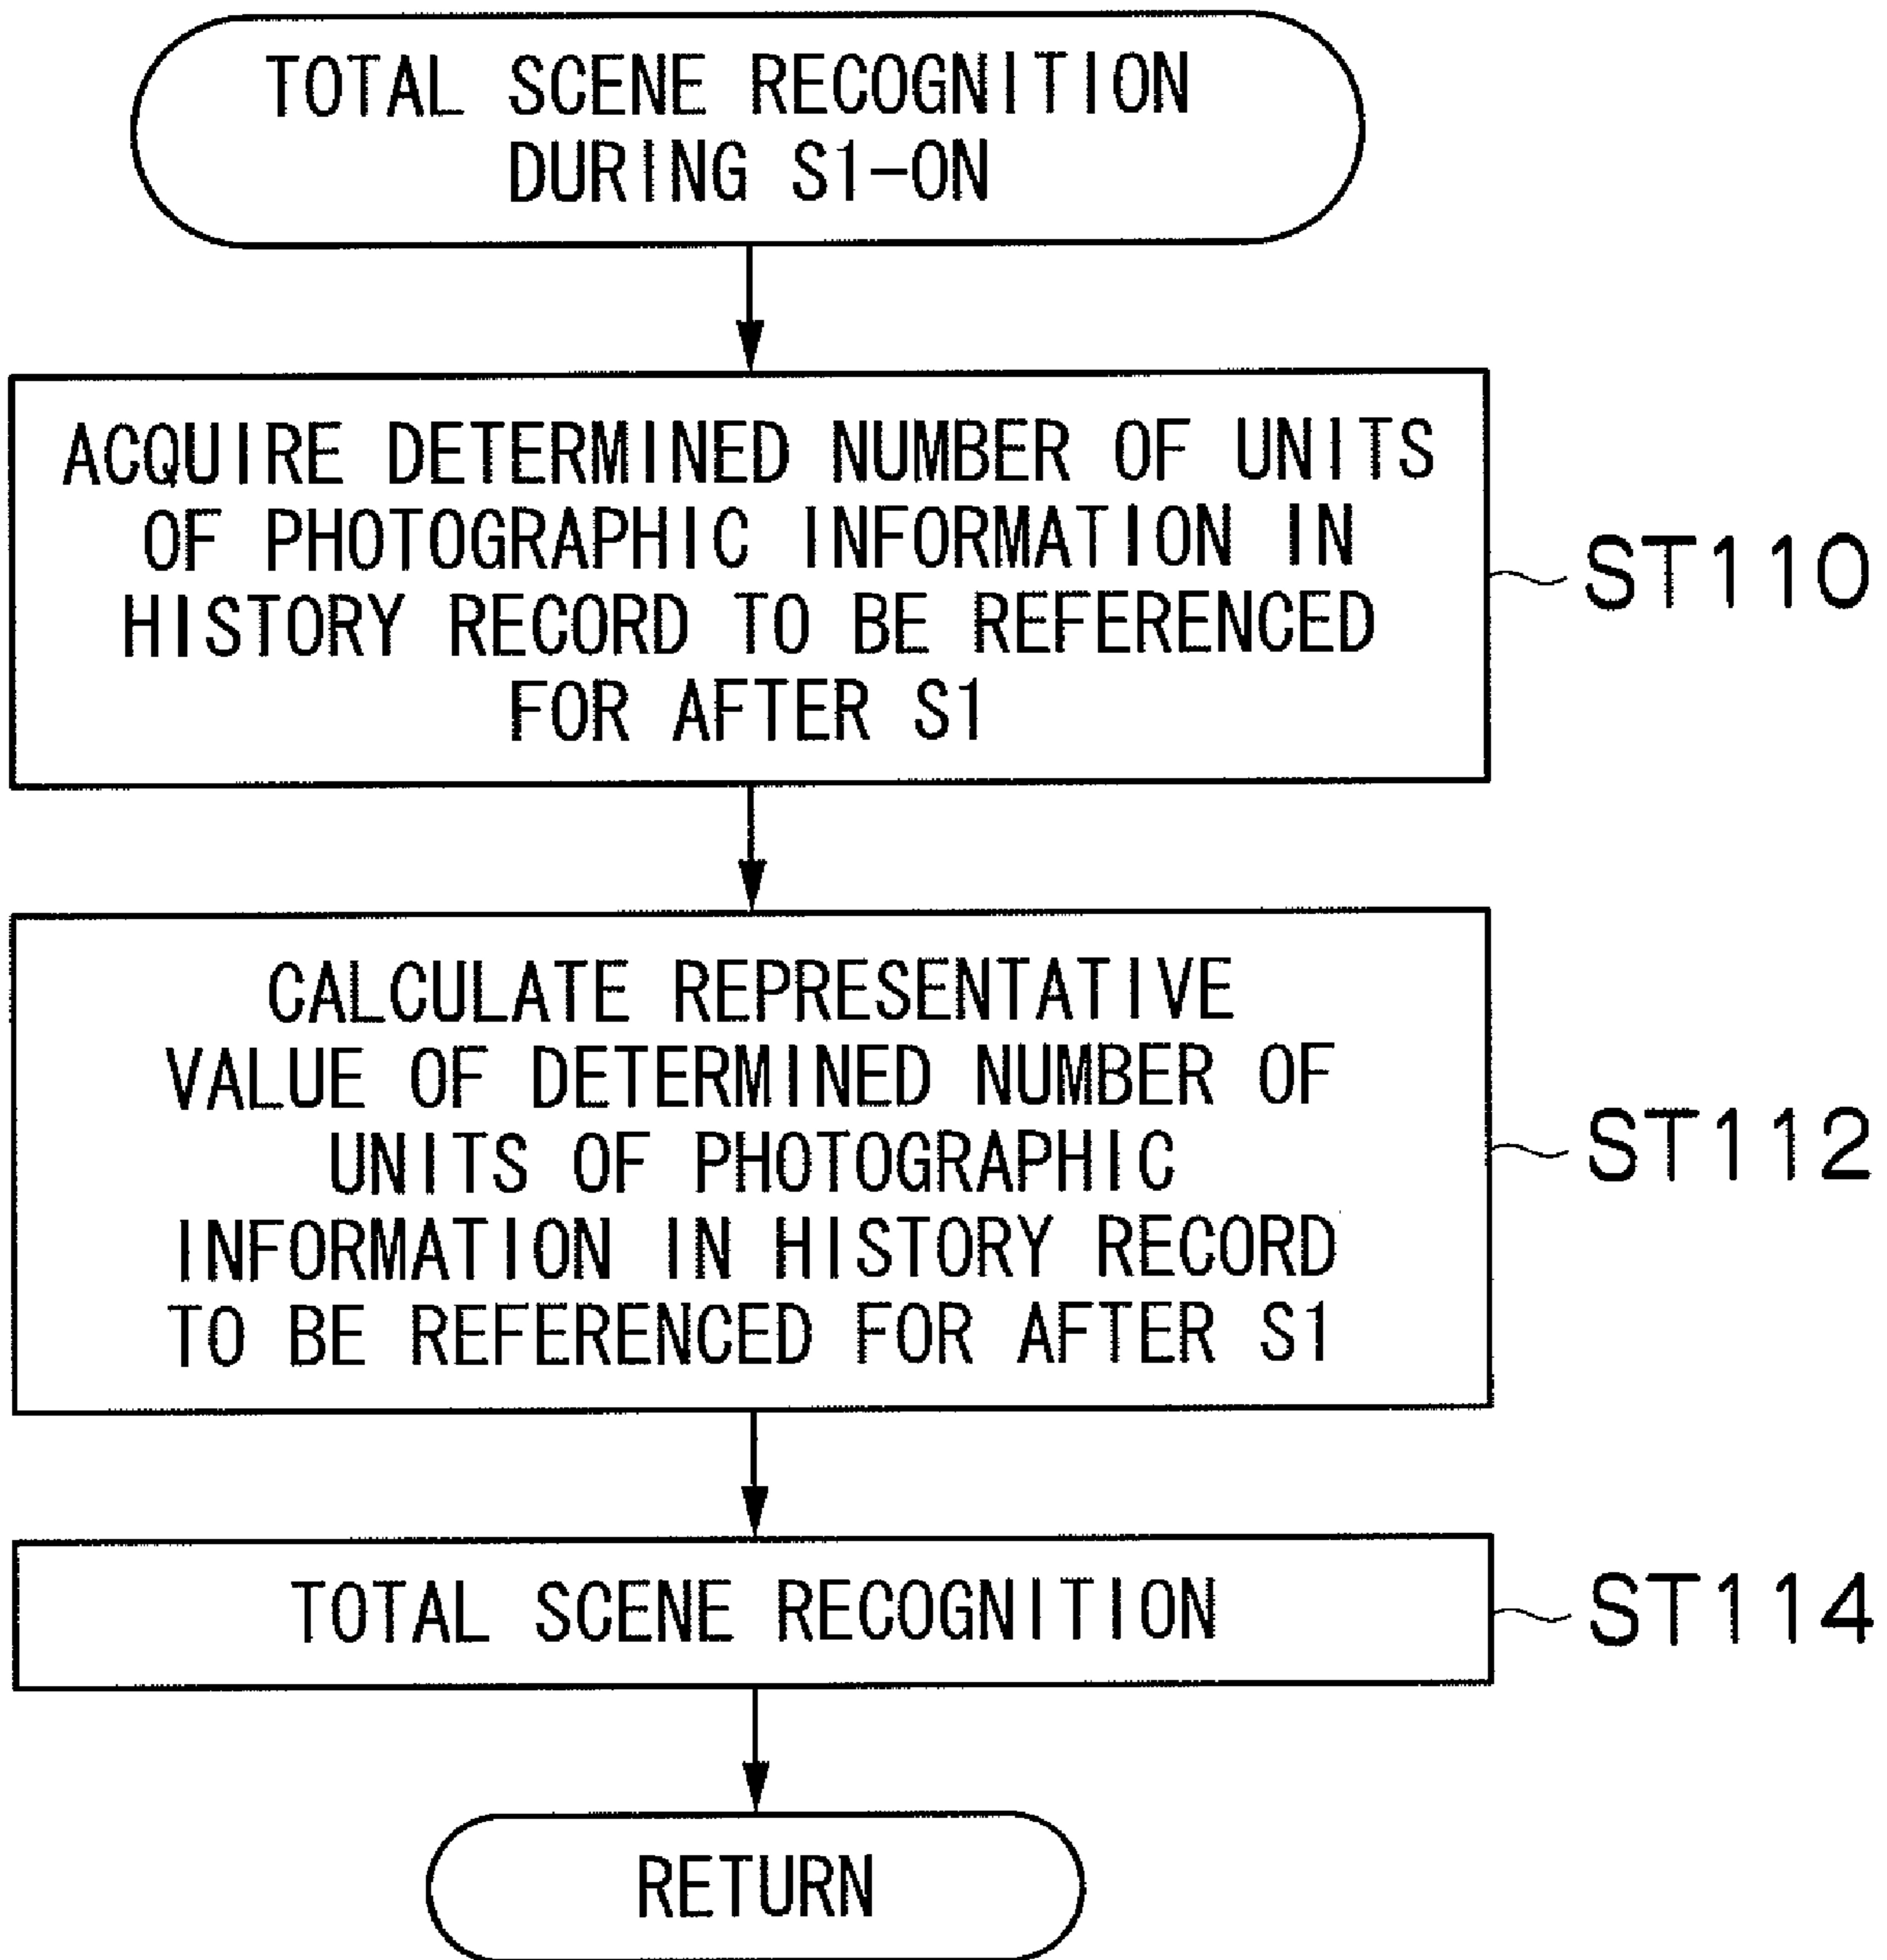 TOTAL SCENE RECOGNITION
DURING S1-ON
ACQUIRE DETERMINED NUMBER OF UNITS
OF PHOTOGRAPHIC INFORMATION IN
HISTORY RECORD TO BE REFERENCED
FOR AFTER S1
ST110
CALCULATE REPRESENTATIVE
VALUE OF DETERMINED NUMBER OF
UNITS OF PHOTOGRAPHIC
INFORMATION IN HISTORY RECORD
TO BE REFERENCED FOR AFTER S1
ST112
TOTAL SCENE RECOGNITION
ST114
RETURN